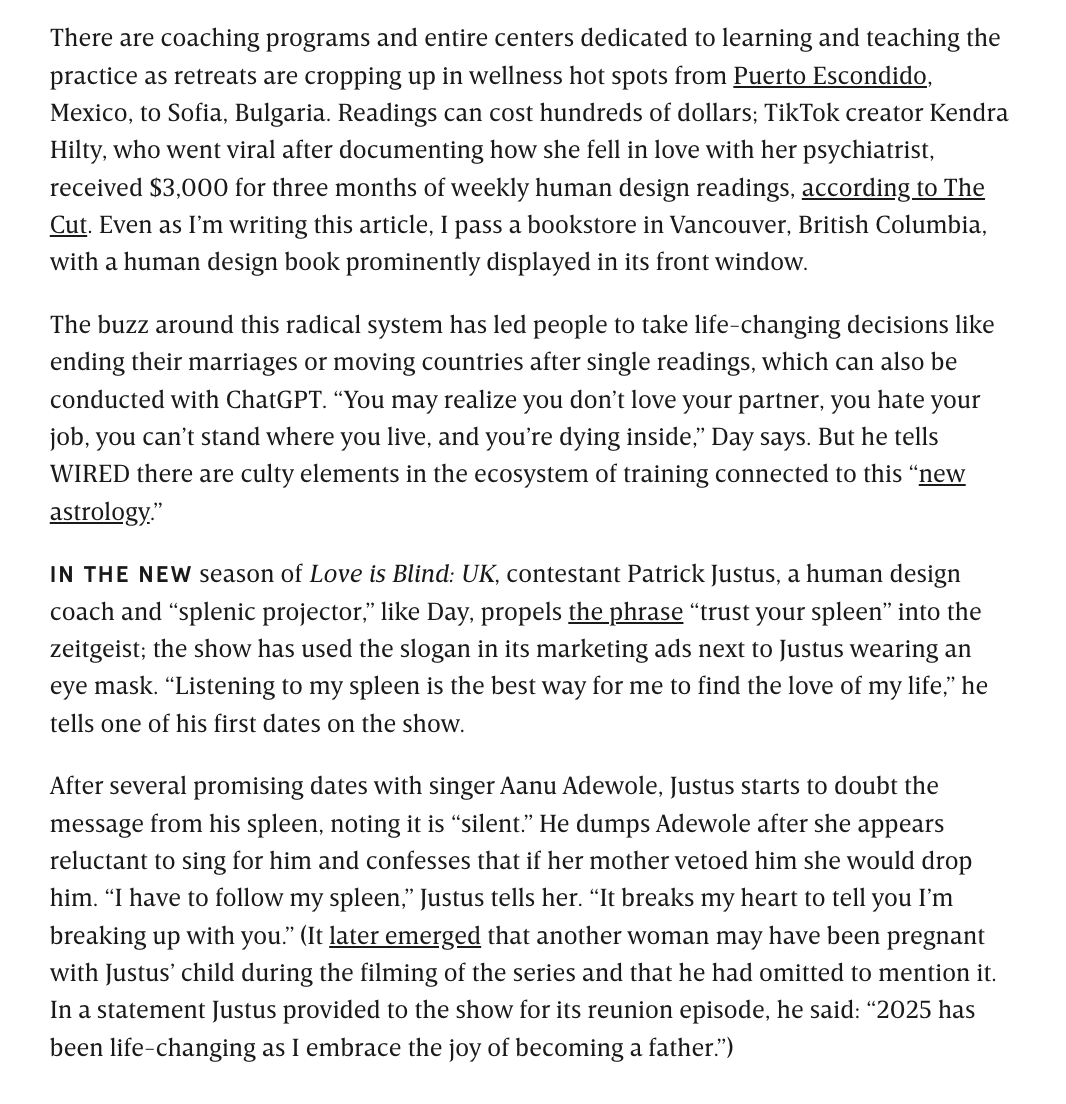 There are coaching programs and entire centers dedicated to learning and teaching the
practice as retreats are cropping up in wellness hot spots from Puerto Escondido,
Mexico, to Sofia, Bulgaria. Readings can cost hundreds of dollars; TikTok creator Kendra
Hilty, who went viral after documenting how she fell in love with her psychiatrist,
received $3,000 for three months of weekly human design readings, according to The
Cut. Even as I’m writing this article, I pass a bookstore in Vancouver, British Columbia,
with a human design book prominently displayed in its front window.
The buzz around this radical system has led people to take life-changing decisions like
ending their marriages or moving countries after single readings, which can also be
conducted with ChatGPT. “You may realize you don’t love your partner, you hate your
job, you can’t stand where you live, and you’re dying inside,” Day says. But he tells
WIRED there are culty elements in the ecosystem of training connected to this “new
astrology.”
IN THE NEW season of Love is Blind: UK, contestant Patrick Justus, a human design
coach and “splenic projector,” like Day, propels the phrase “trust your spleen” into the
zeitgeist; the show has used the slogan in its marketing ads next to Justus wearing an
eye mask. “Listening to my spleen is the best way for me to find the love of my life,” he
tells one of his first dates on the show.
After several promising dates with singer Aanu Adewole, Justus starts to doubt the
message from his spleen, noting it is “silent.” He dumps Adewole after she appears
reluctant to sing for him and confesses that if her mother vetoed him she would drop
him. “I have to follow my spleen,” Justus tells her. “It breaks my heart to tell you I’m
breaking up with you.” (It later emerged that another woman may have been pregnant
with Justus’ child during the filming of the series and that he had omitted to mention it.
In a statement Justus provided to the show for its reunion episode, he said: “2025 has
been life-changing as I embrace the joy of becoming a father.”)